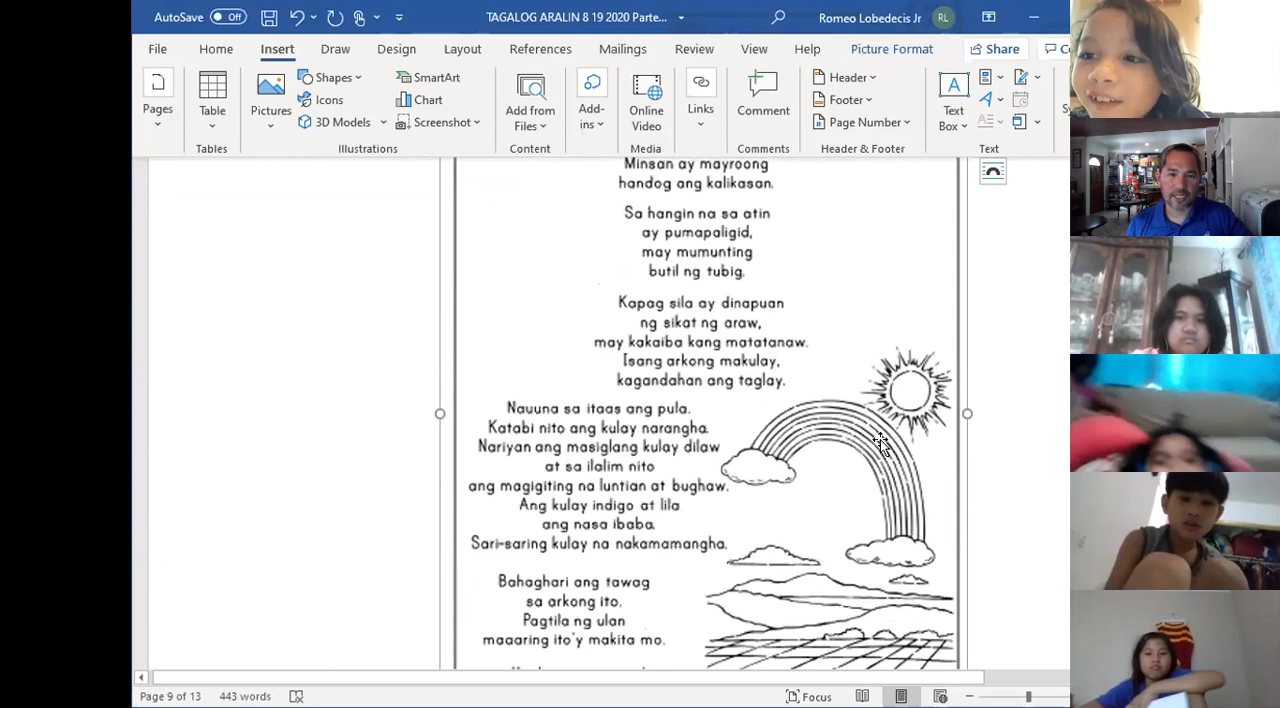 AutoSave Off TAGALOG ARALIN 8 19 2020 Parte... Romeo Lobedecis Jr RL
File Home Insert Draw Design Layout References Mailings Review View Help Picture Format Share
Pages
Table
Pictures
Shapes
Icons
3D Models
SmartArt
Chart
Screenshot
Add from Files
Add-ins
Online Video
Links
Comment
Header
Footer
Page Number
Text Box
Tables Illustrations Content Media Comments Header & Footer Text
Minsan ay mayroong
handog ang kalikasan.
Sa hangin na sa atin
ay pumapaligid,
may mumunting
butil ng tubig.
Kapag sila ay dinapuan
ng sikat ng araw,
may kakaiba kang matatanaw.
Isang arkong makulay,
kagandahan ang taglay.
Nauuna sa itaas ang pula.
Katabi nito ang kulay narangha.
Nariyan ang masiglang kulay dilaw
at sa ilalim nito
ang magigiting na luntian at bughaw.
Ang kulay indigo at lila
ang nasa ibaba.
Sari-saring kulay na nakamamangha.
Bahaghari ang tawag
sa arkong ito.
Pagtila ng ulan
maaaring ito'y makita mo.
Page 9 of 13 443 words Focus